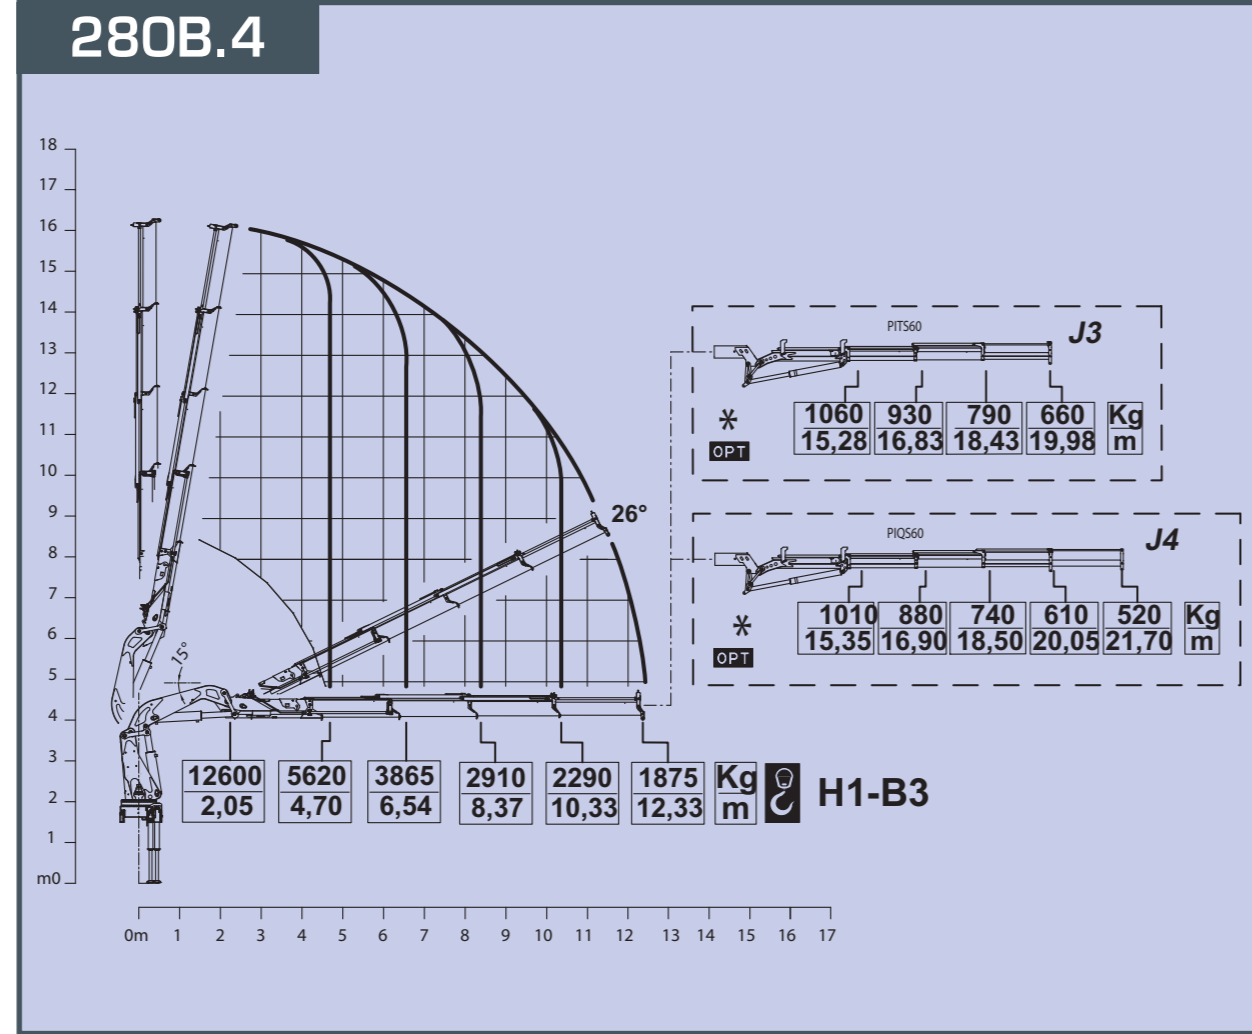 280B.4
18
17
16
15
14
13
12
11
10
9
8
7
6
5
4
3
2
1
m0
0m 1 2 3 4 5 6 7 8 9 10 11 12 13 14 15 16 17
15°
26°
12600 5620 3865 2910 2290 1875 Kg
2,05 4,70 6,54 8,37 10,33 12,33 m
H1-B3
PITS60
J3
*
OPT
1060 930 790 660 Kg
15,28 16,83 18,43 19,98 m
PIQS60
J4
*
OPT
1010 880 740 610 520 Kg
15,35 16,90 18,50 20,05 21,70 m